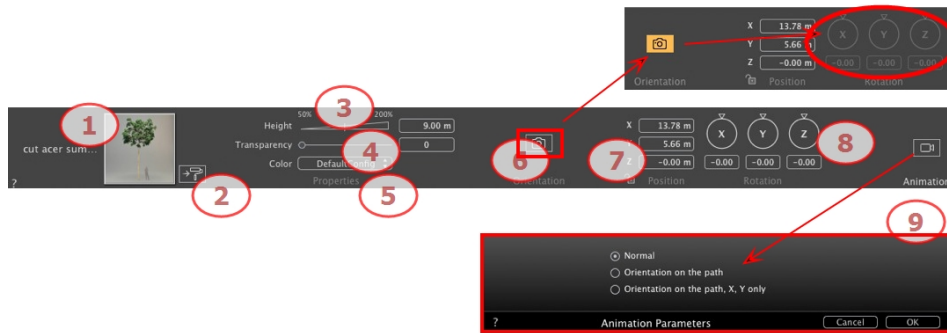 X 13.78 m
Y 5.66 m
Z -0.00 m
X Y Z
-0.00 -0.00 -0.00
Orientation Position Rotation
1
cut acer sum...
2
?
3
50% 200%
Height 9.00 m
Transparency 0
4
Color Default Config
5
Properties
6
Orientation
7
X 13.78 m
5.66 m
Z -0.00 m
Position
X Y Z
-0.00 -0.00 -0.00
8
Rotation
Animation
9
Normal
Orientation on the path
Orientation on the path, X, Y only
? Animation Parameters Cancel OK